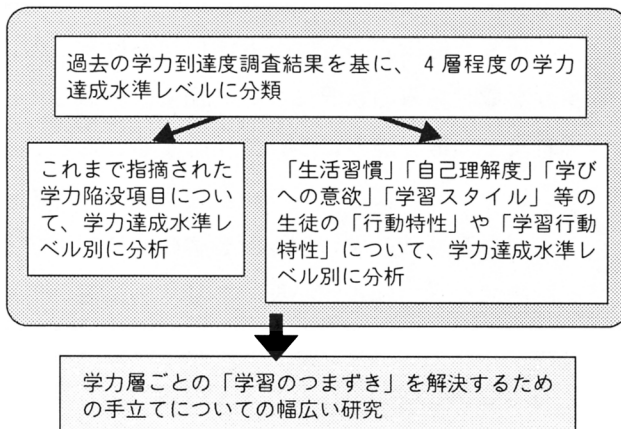 過去の学力到達度調査結果を基に、4層程度の学力
達成水準レベルに分類
これまで指摘された
学力陥没項目につい
て、学力達成水準レ
ベル別に分析
「生活習慣」「自己理解度」「学び
への意欲」「学習スタイル」等の
生徒の「行動特性」や「学習行動
特性」について、学力達成水準レ
ベル別に分析
学力層ごとの「学習のつまずき」を解決するため
の手立てについての幅広い研究